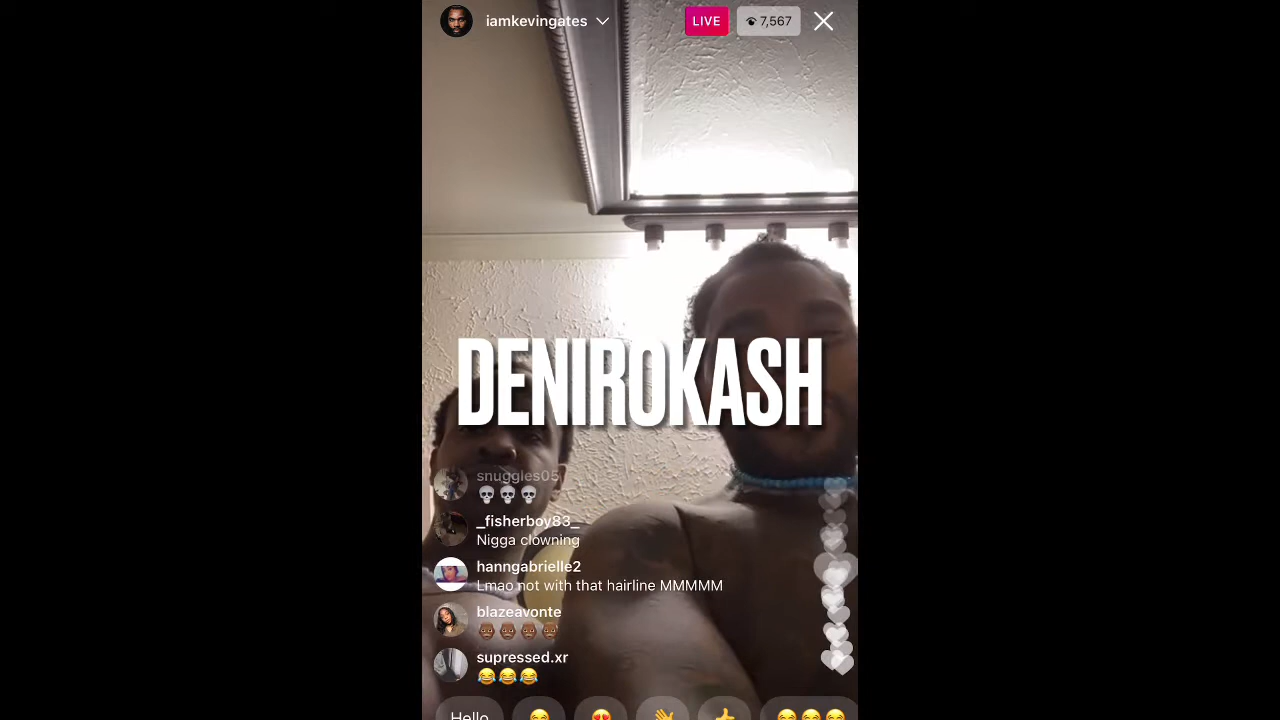 iamkevingates
LIVE
7,567
DENIROKASH
snuggles05
💀💀💀
_fisherboy83_
Nigga clowning
hanngabrielle2
Lmao not with that hairline MMMMM
blazeavonte
supressed.xr
😂😂😂
Hello